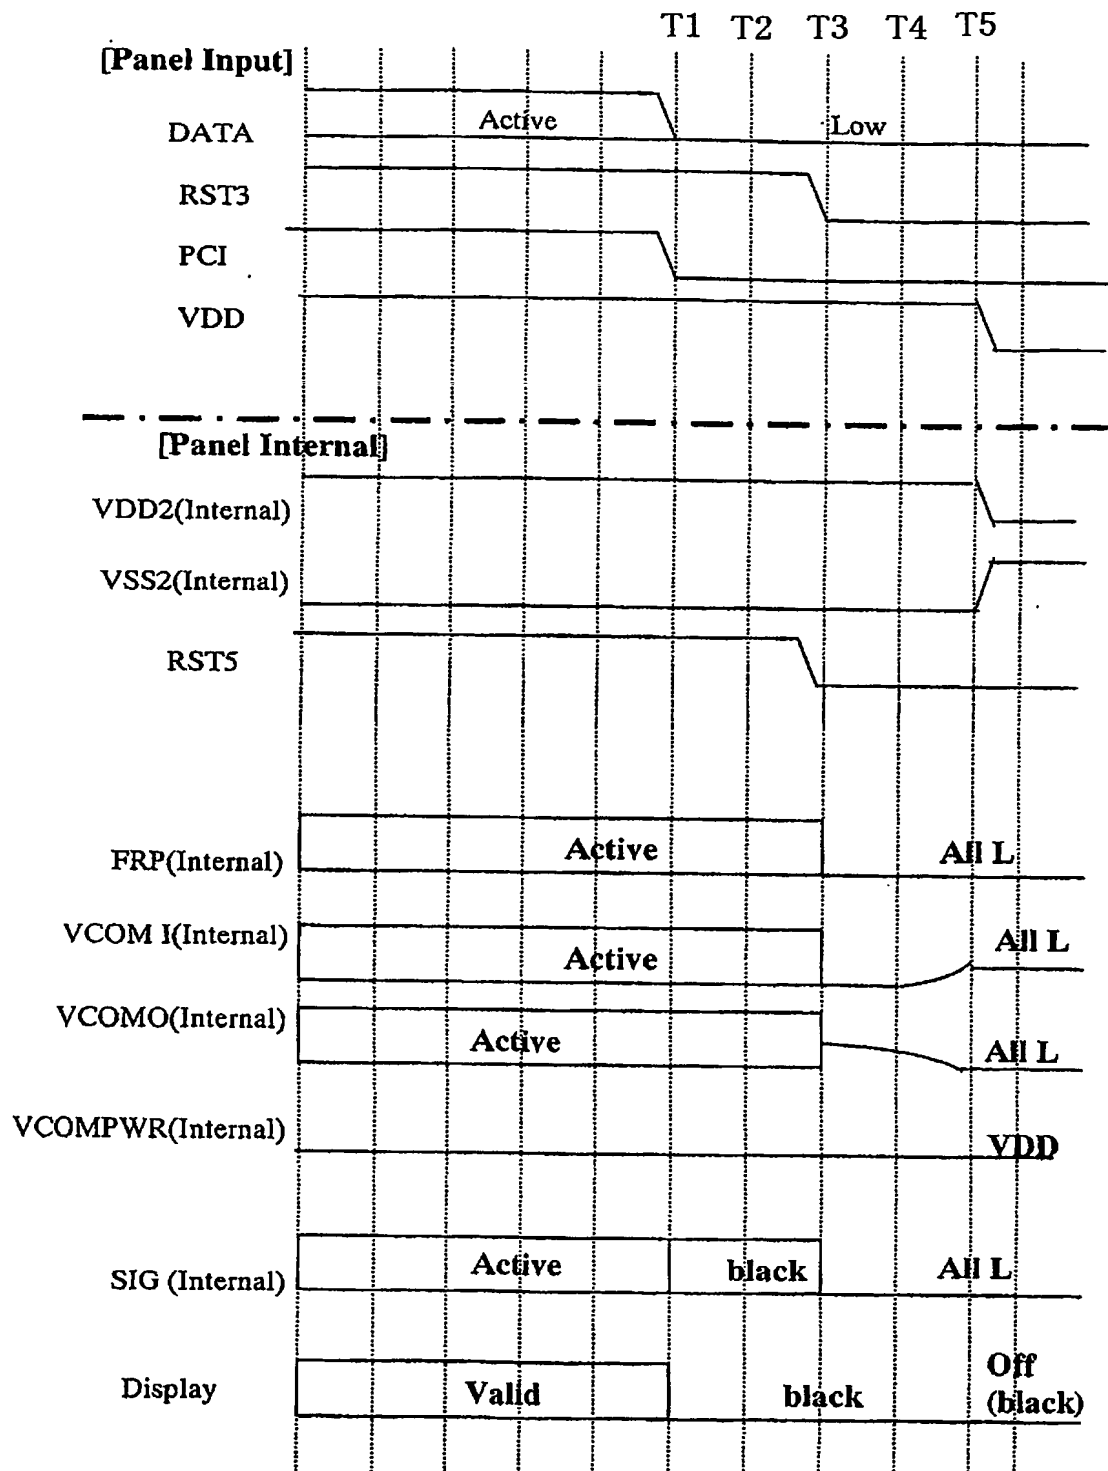 T1 T2 T3 T4 T5
[Panel Input]
DATA Active Low
RST3
PCI
VDD
[Panel Internal]
VDD2(Internal)
VSS2(Internal)
RST5
FRP(Internal) Active All L
VCOM I(Internal) Active All L
VCOMO(Internal) Active All L
VCOMPWR(Internal) VDD
SIG (Internal) Active black All L
Display Valid black Off
(black)